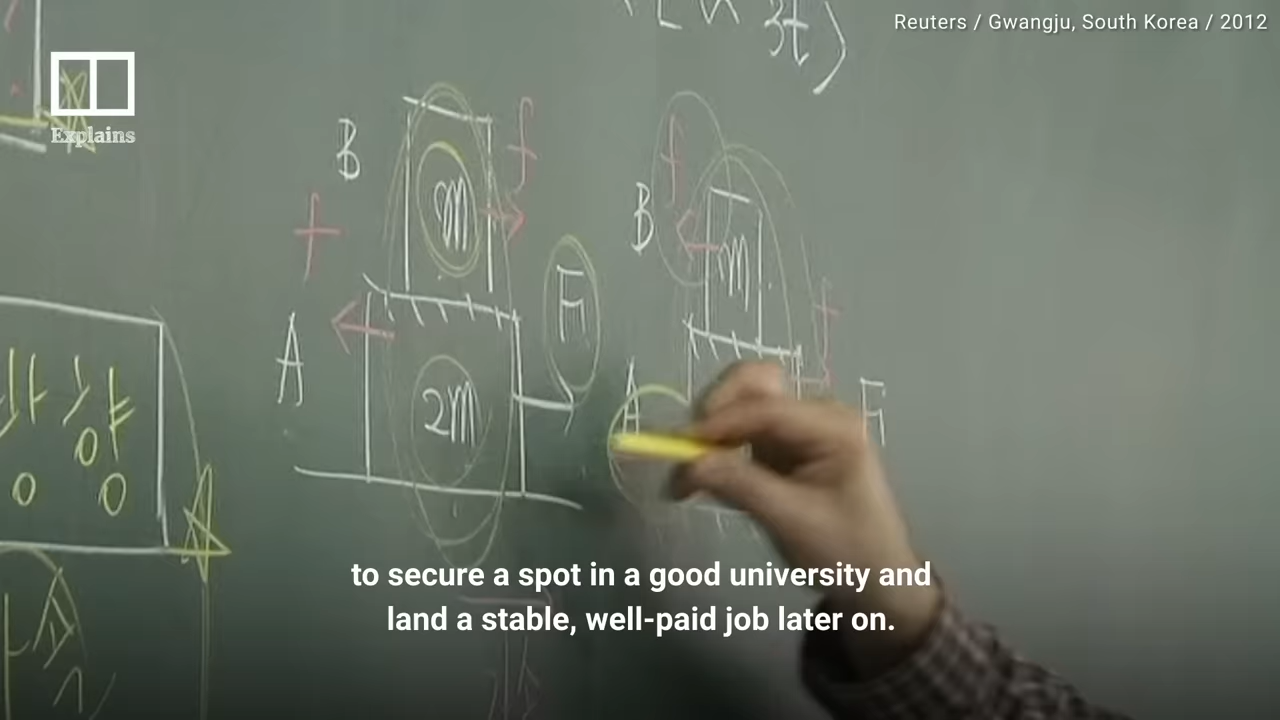 Reuters / Gwangju, South Korea / 2012
Explains
3t
B
f
f
m
A
2m
F
f
B
m
f
A
F
to secure a spot in a good university and
land a stable, well-paid job later on.